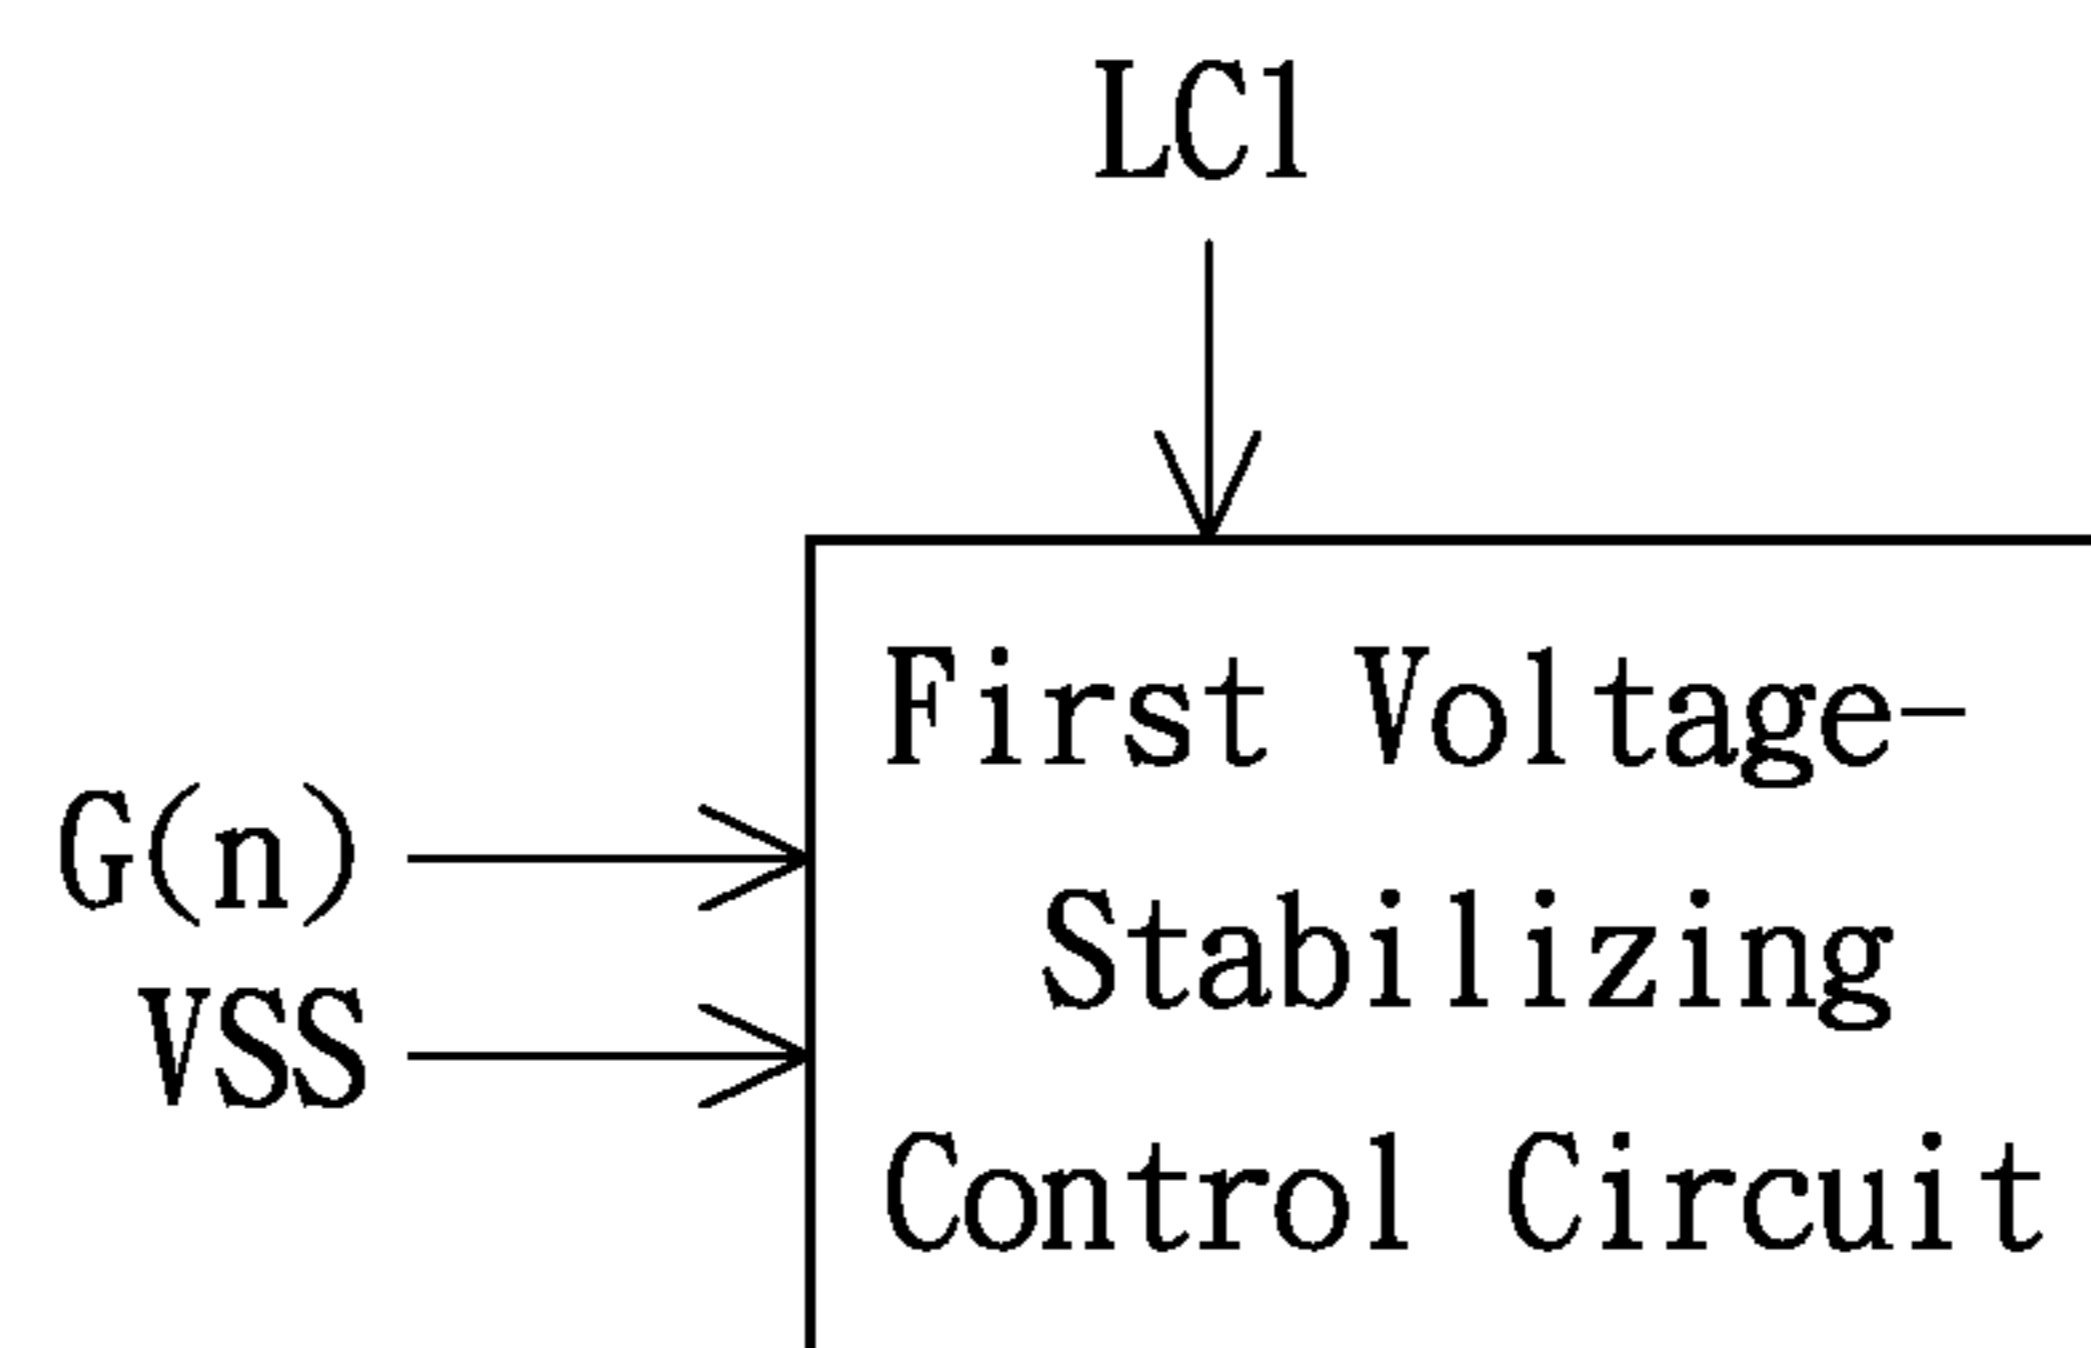 LC1
First Voltage-
G(n)
Stabilizing
VSS
Control Circuit